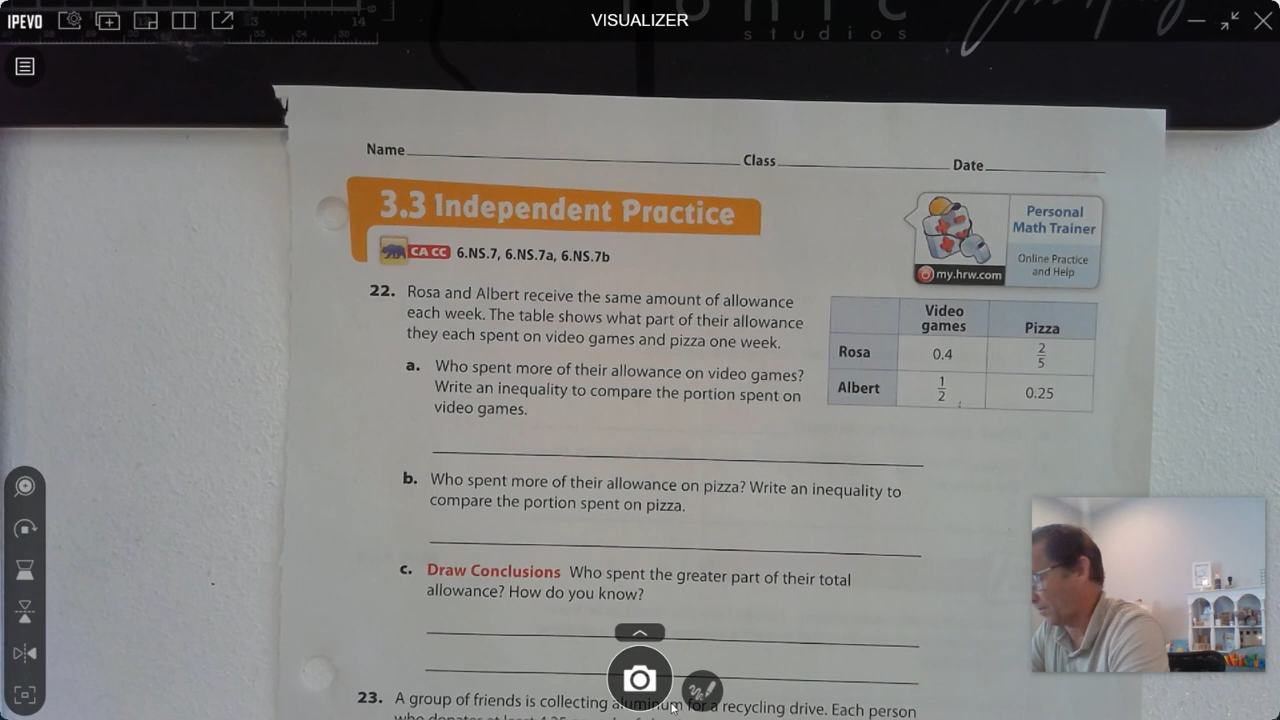 IPEVO
VISUALIZER
14
33
34
35
studios
Name
Class
Date
3.3 Independent Practice
CA CC 6.NS.7, 6.NS.7a, 6.NS.7b
Personal
Math Trainer
Online Practice
and Help
my.hrw.com
22. Rosa and Albert receive the same amount of allowance
each week. The table shows what part of their allowance
they each spent on video games and pizza one week.
Video
games
Pizza
Rosa 0.4 2/5
Albert 1/2 0.25
a. Who spent more of their allowance on video games?
Write an inequality to compare the portion spent on
video games.
b. Who spent more of their allowance on pizza? Write an inequality to
compare the portion spent on pizza.
c. Draw Conclusions Who spent the greater part of their total
allowance? How do you know?
23. A group of friends is collecting aluminum for a recycling drive. Each person